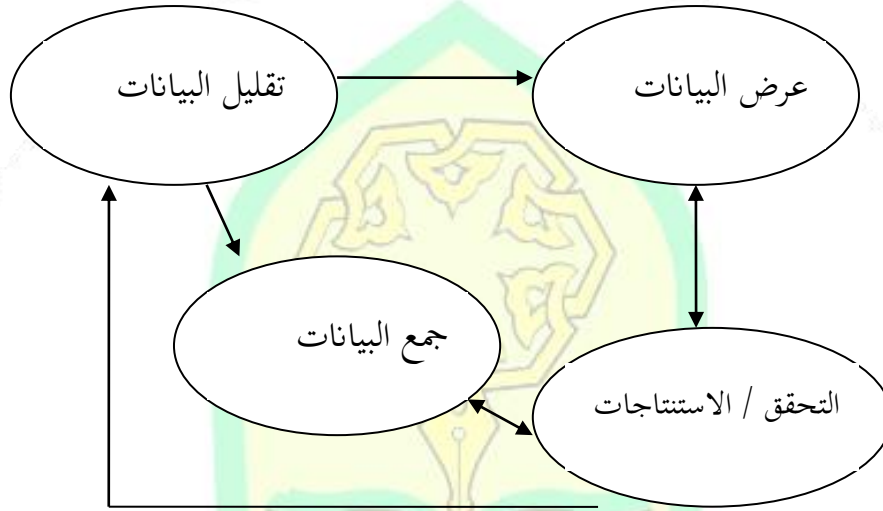 عرض البيانات
تقليل البيانات
جمع البيانات
التحقق / الاستنتاجات